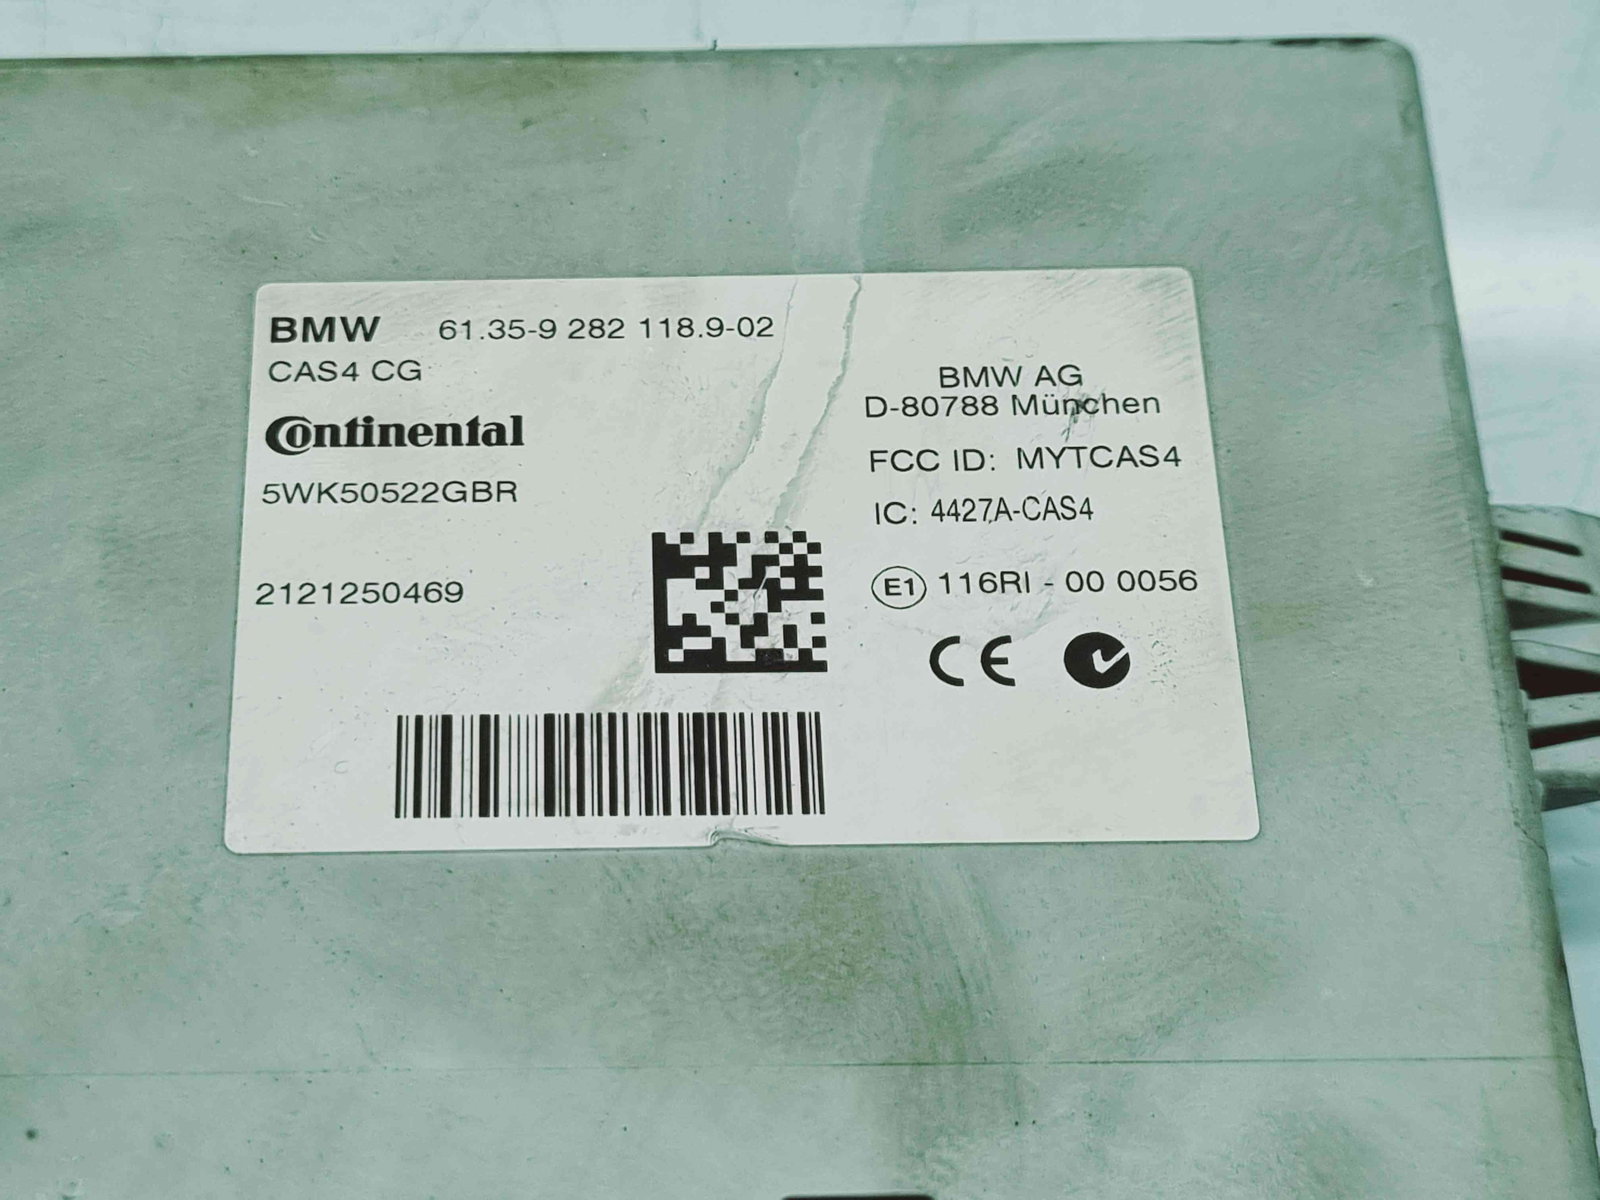 BMW 61.35-9 282 118.9-02
CAS4 CG
Continental
5WK50522GBR
2121250469
BMW AG
D-80788 München
FCC ID: MYTCAS4
IC: 4427A-CAS4
E1 116RI - 00 0056
CE